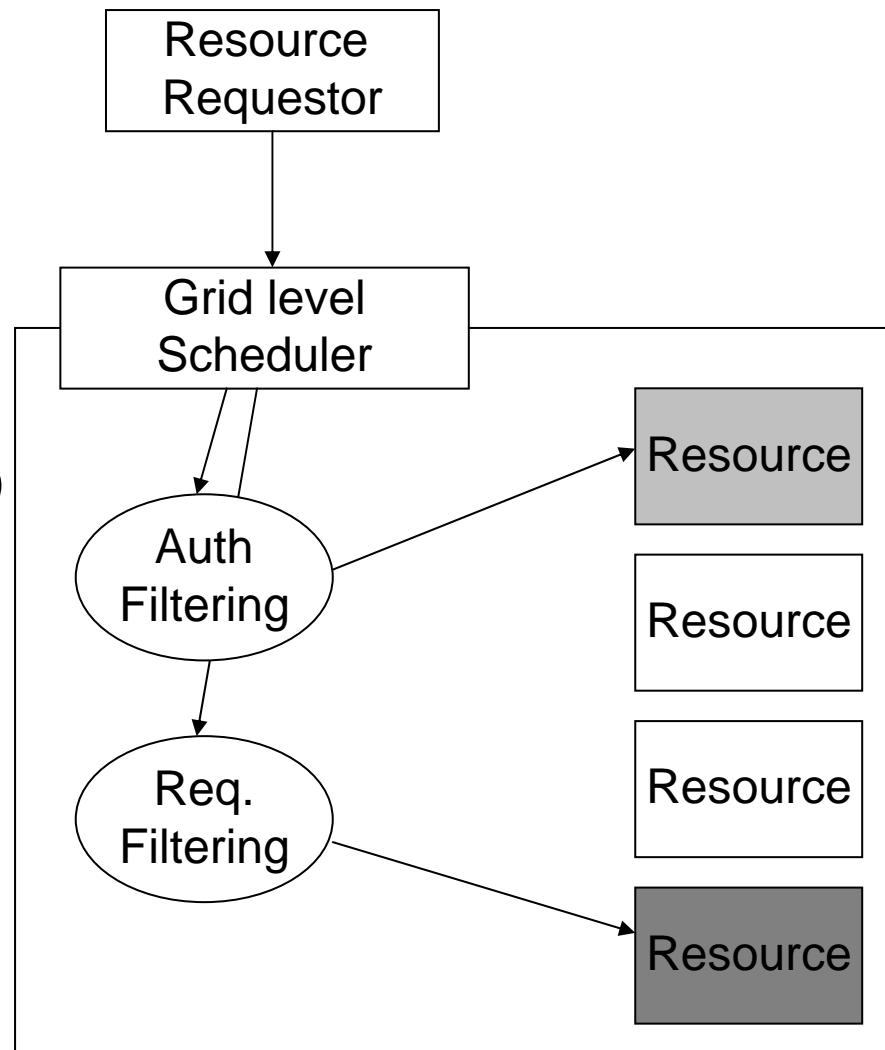 Resource
Requestor
Grid level
Scheduler
)
Auth
Filtering
Req.
Filtering
Resource
Resource
Resource
Resource